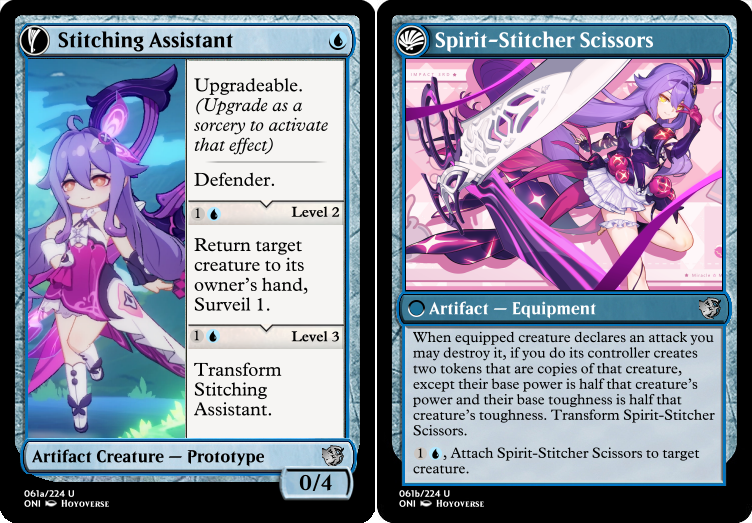 Stitching Assistant
Upgradeable.
(Upgrade as a
sorcery to activate
that effect)
Defender.
1 Level 2
Return target
creature to its
owner's hand,
Surveil 1.
1 Level 3
Transform
Stitching
Assistant.
Artifact Creature — Prototype
0/4
061a/224 U
ONI HOYOVERSE
Spirit-Stitcher Scissors
IMPACT 3RD
Artifact — Equipment
When equipped creature declares an attack you
may destroy it, if you do its controller creates
two tokens that are copies of that creature,
except their base power is half that creature's
power and their base toughness is half that
creature's toughness. Transform Spirit-Stitcher
Scissors.
1 , Attach Spirit-Stitcher Scissors to target
creature.
061b/224 U
ONI HOYOVERSE